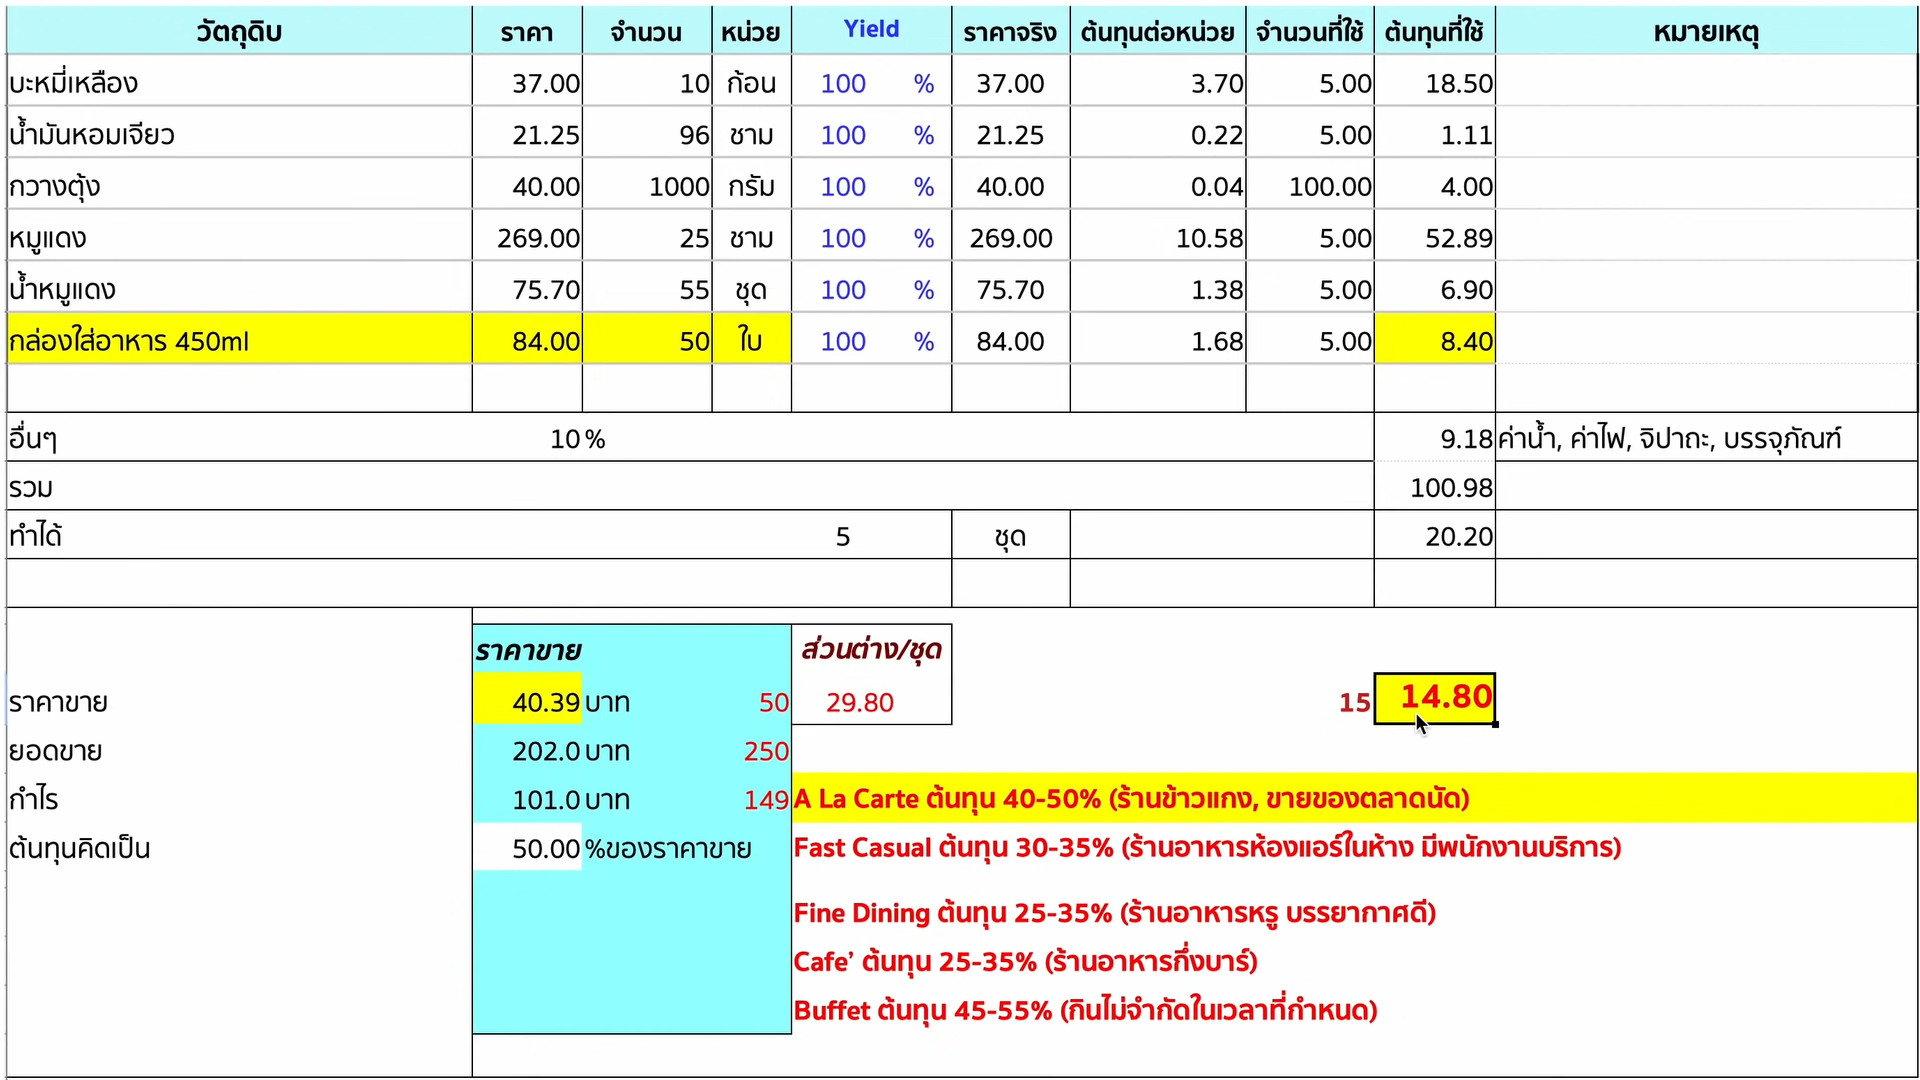 วัตถุดิบ ราคา จำนวน หน่วย Yield ราคาจริง ต้นทุนต่อหน่วย จำนวนที่ใช้ ต้นทุนที่ใช้ หมายเหตุ
บะหมี่เหลือง 37.00 10 ก้อน 100 % 37.00 3.70 5.00 18.50
น้ำมันหอมเจียว 21.25 96 ชาม 100 % 21.25 0.22 5.00 1.11
กวางตุ้ง 40.00 1000 กรัม 100 % 40.00 0.04 100.00 4.00
หมูแดง 269.00 25 ชาม 100 % 269.00 10.58 5.00 52.89
น้ำหมูแดง 75.70 55 ชุด 100 % 75.70 1.38 5.00 6.90
กล่องใส่อาหาร 450ml 84.00 50 ใบ 100 % 84.00 1.68 5.00 8.40
อื่นๆ 10 % 9.18 ค่าน้ำ, ค่าไฟ, จิปาถะ, บรรจุภัณฑ์
รวม 100.98
ทำได้ 5 ชุด 20.20
ราคาขาย ส่วนต่าง/ชุด
ราคาขาย 40.39 บาท 50 29.80 15 14.80
ยอดขาย 202.0 บาท 250
กำไร 101.0 บาท 149 A La Carte ต้นทุน 40-50% (ร้านข้าวแกง, ขายของตลาดนัด)
ต้นทุนคิดเป็น 50.00 %ของราคาขาย Fast Casual ต้นทุน 30-35% (ร้านอาหารห้องแอร์ในห้าง มีพนักงานบริการ)
Fine Dining ต้นทุน 25-35% (ร้านอาหารหรู บรรยากาศดี)
Cafe’ ต้นทุน 25-35% (ร้านอาหารกึ่งบาร์)
Buffet ต้นทุน 45-55% (กินไม่จำกัดในเวลาที่กำหนด)